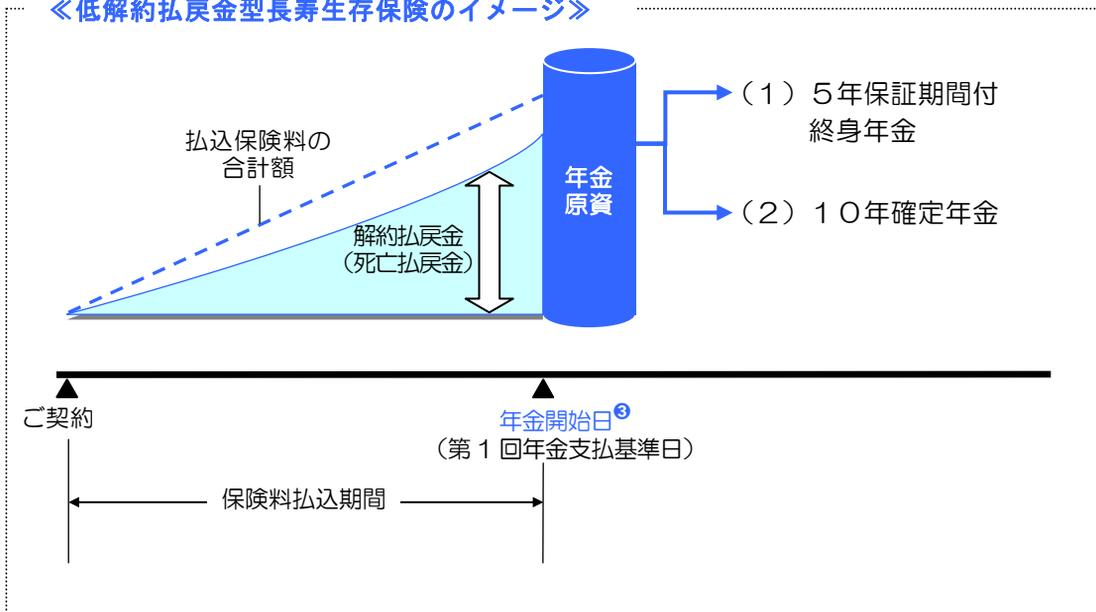 ≪低解約払戻金型長寿生存保険のイメージ≫
払込保険料の
合計額
解約払戻金
（死亡払戻金）
年金
原資
（１）５年保証期間付
終身年金
（２）１０年確定年金
ご契約
年金開始日❸
（第１回年金支払基準日）
保険料払込期間